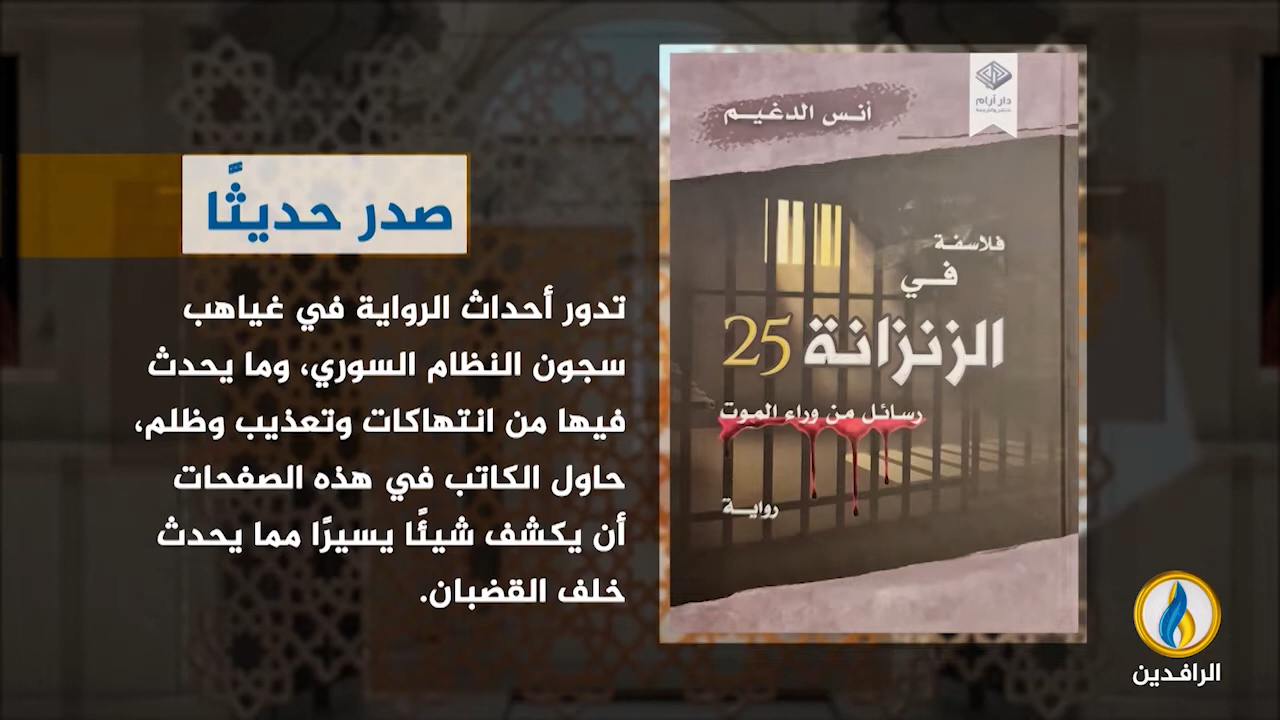 صدر حديثًا
تدور أحداث الرواية في غياهب
سجون النظام السوري، وما يحدث
فيها من انتهاكات وتعذيب وظلم،
حاول الكاتب في هذه الصفحات
أن يكشف شيئًا يسيرًا مما يحدث
خلف القضبان.
دار آرام
أنس الدغيم
فلاسفة
في
الزنزانة 25
رسائل من وراء الموت
رواية
الرافدين